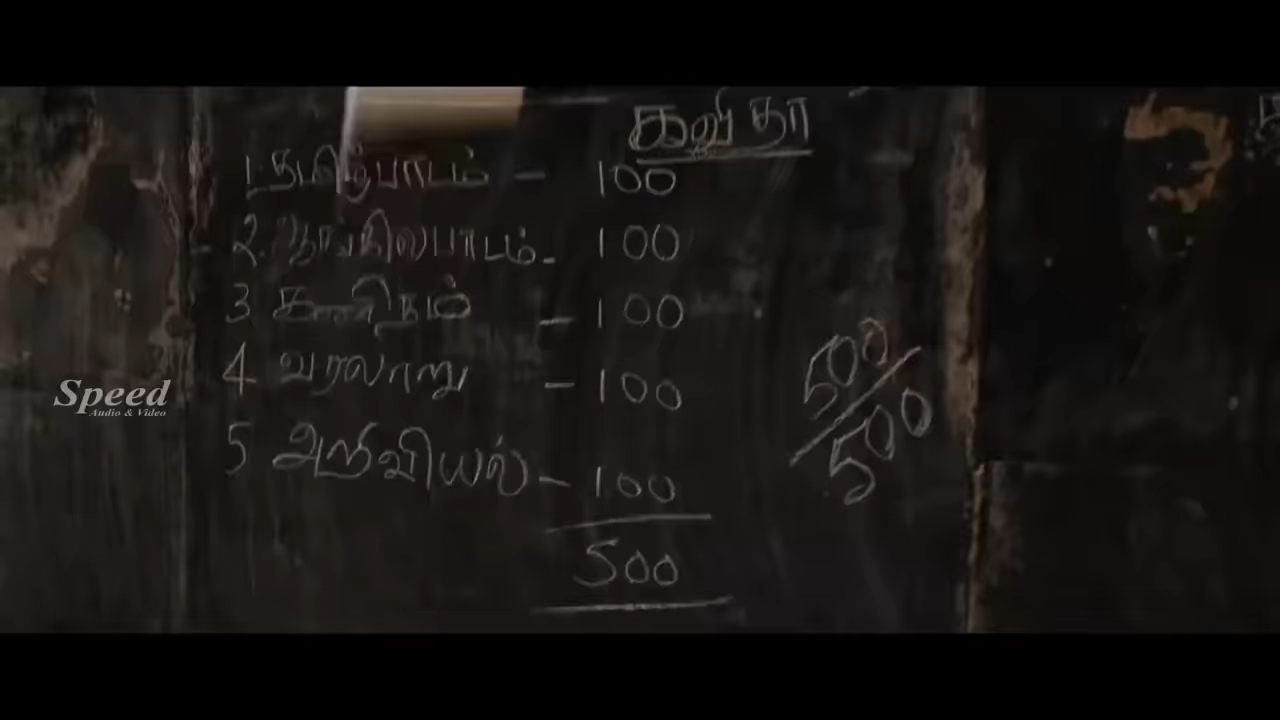 கவிதா
1. தமிழ்பாடம் - 100
2. ஆங்கிலபாடம் - 100
3 கணிதம் - 100
4 வரலாறு - 100
5 அறிவியல் - 100
500
500/500
Speed
Audio & Video